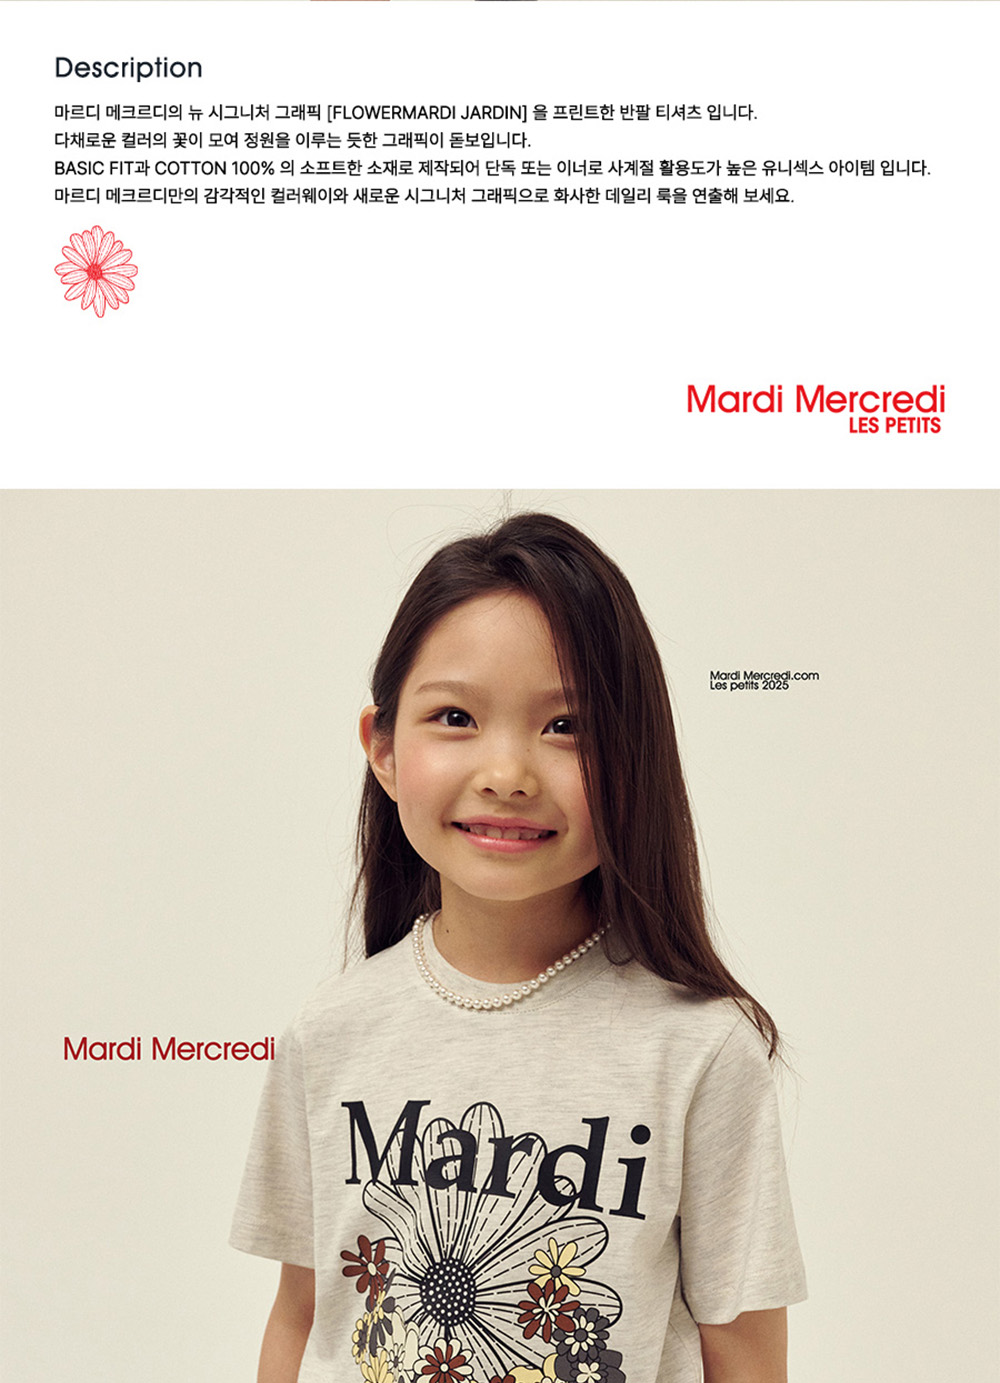 Description
마르디 메크르디의 뉴 시그니처 그래픽 [FLOWERMARDI JARDIN] 을 프린트한 반팔 티셔츠 입니다.
다채로운 컬러의 꽃이 모여 정원을 이루는 듯한 그래픽이 돋보입니다.
BASIC FIT과 COTTON 100% 의 소프트한 소재로 제작되어 단독 또는 이너로 사계절 활용도가 높은 유니섹스 아이템 입니다.
마르디 메크르디만의 감각적인 컬러웨이와 새로운 시그니처 그래픽으로 화사한 데일리 룩을 연출해 보세요.
Mardi Mercredi
LES PETITS
Mardi Mercredi.com
Les petits 2025
Mardi Mercredi
Mardi